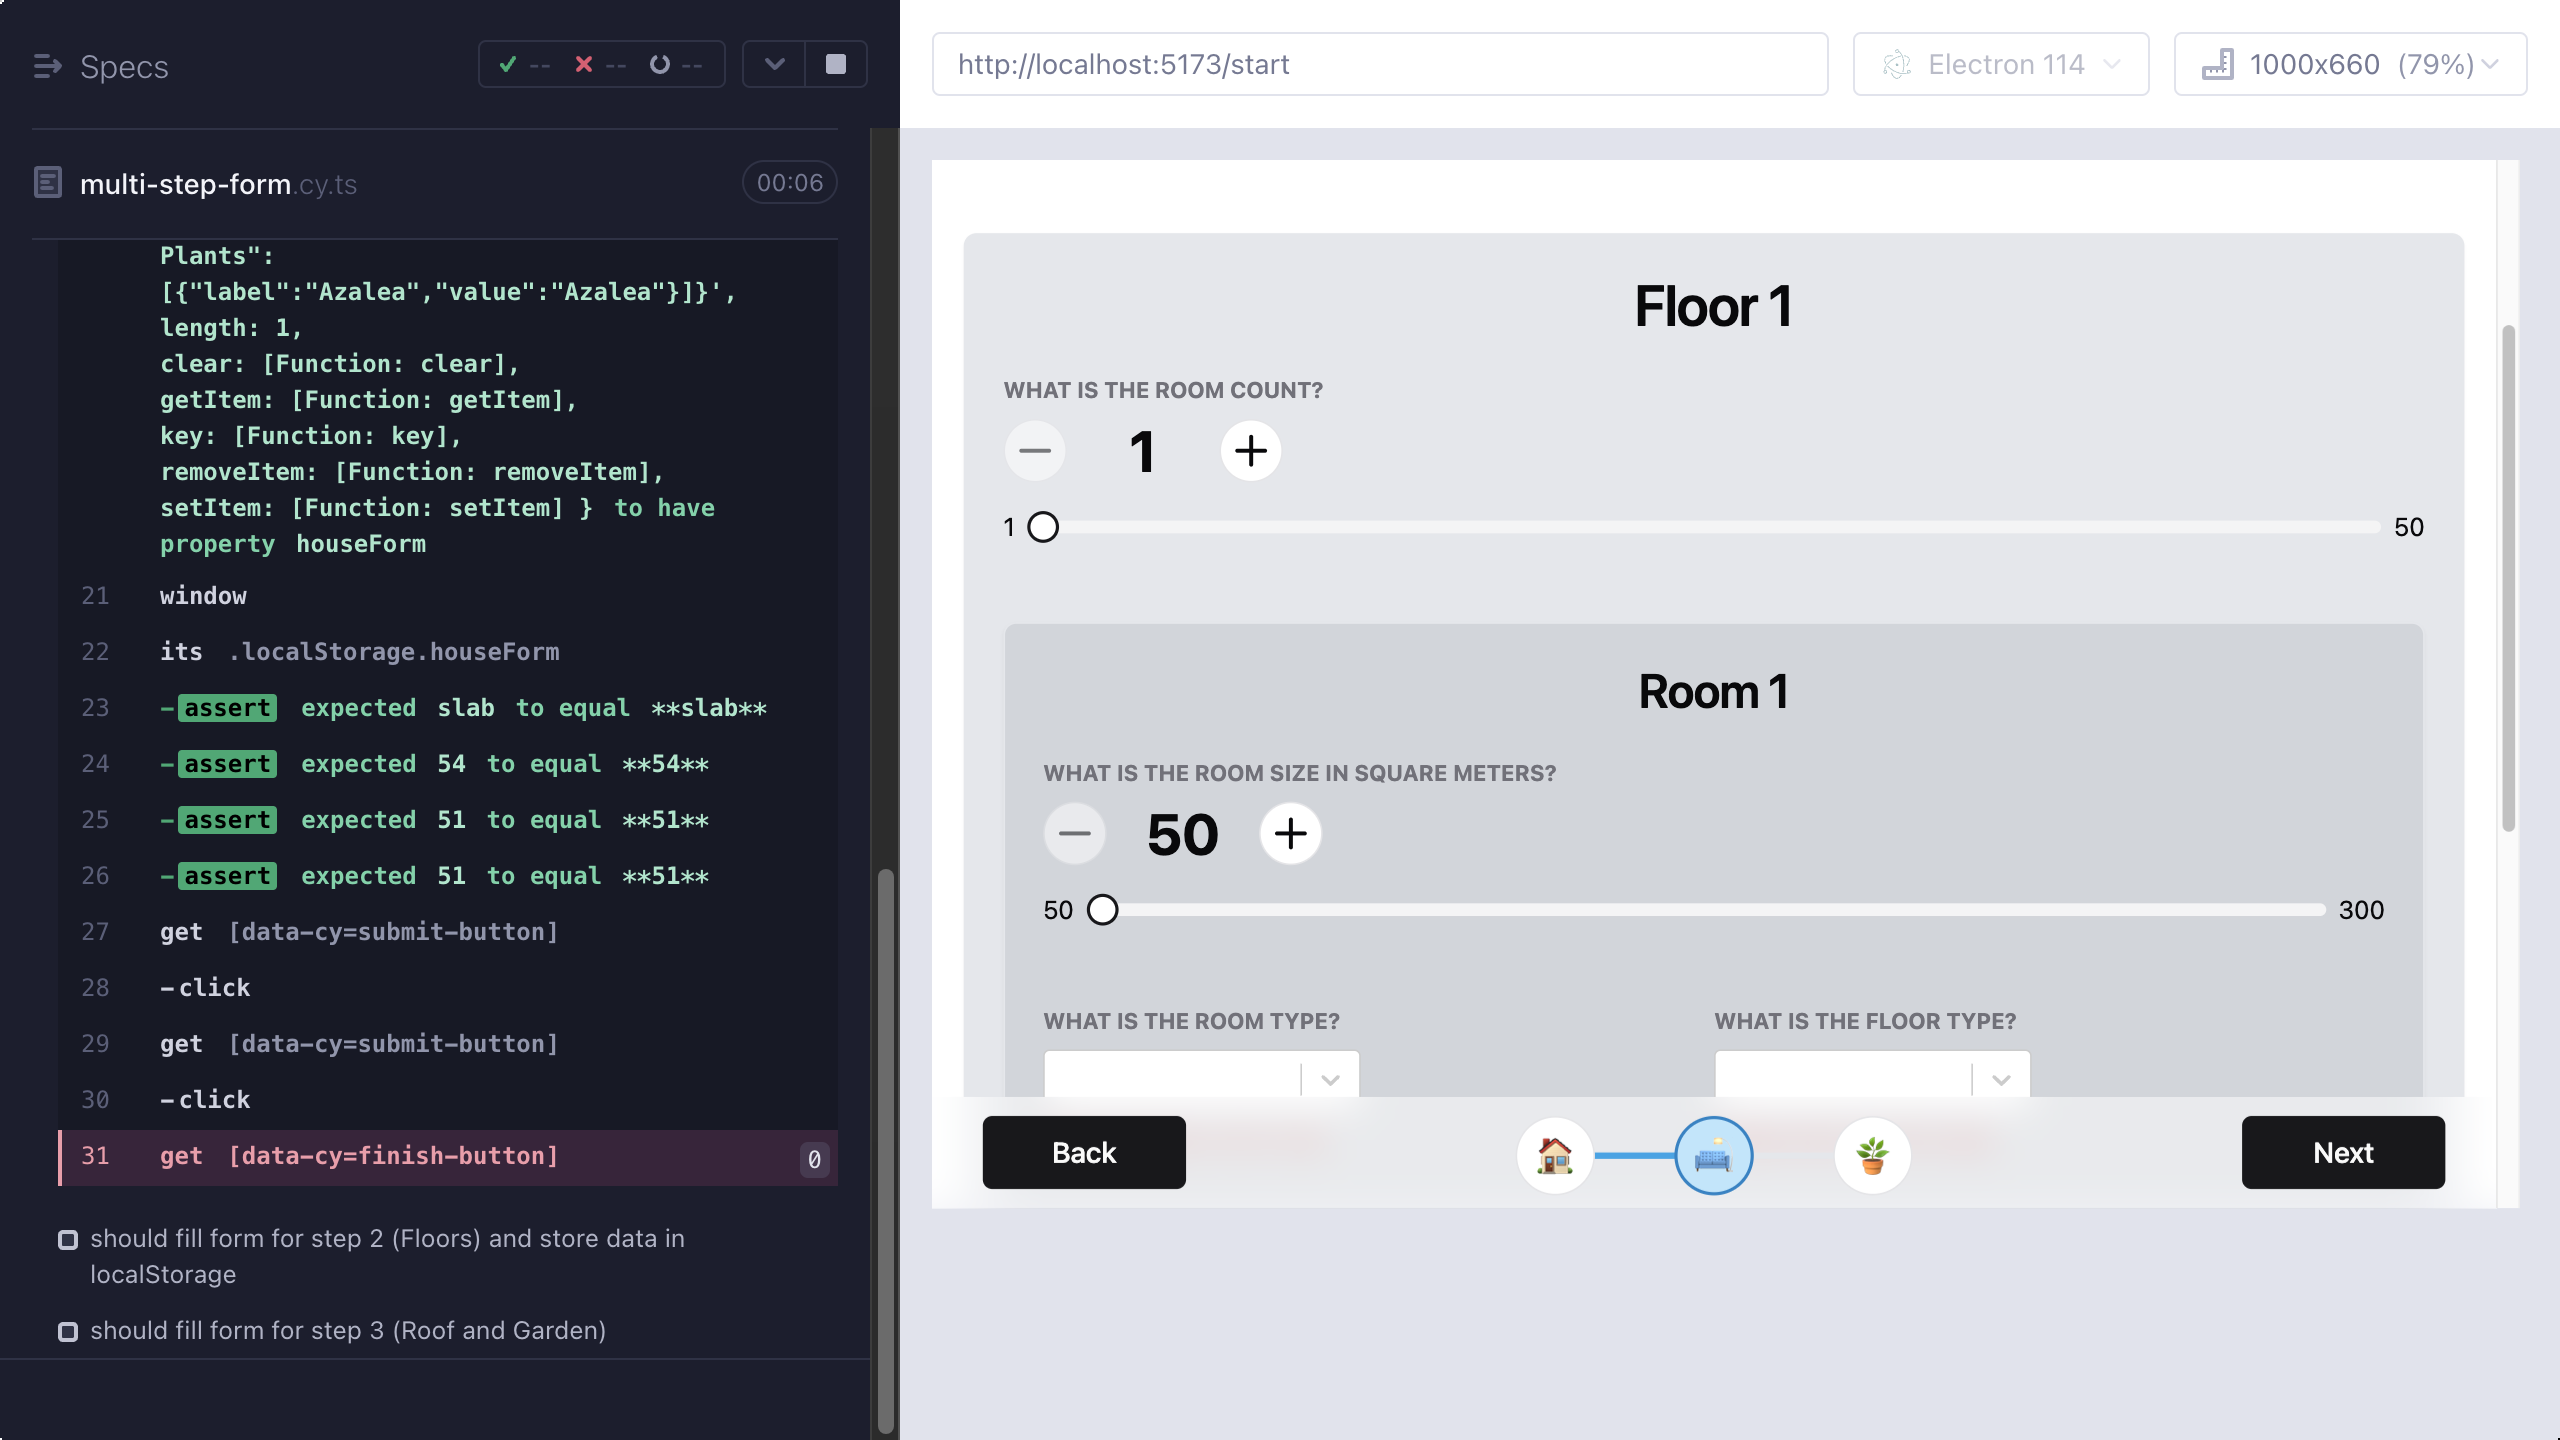 Specs
-- -- --
multi-step-form.cy.ts
00:06
Plants":
[{"label":"Azalea","value":"Azalea"}]}',
length: 1,
clear: [Function: clear],
getItem: [Function: getItem],
key: [Function: key],
removeItem: [Function: removeItem],
setItem: [Function: setItem] } to have
property houseForm
21 window
22 its .localStorage.houseForm
23 -assert expected slab to equal **slab**
24 -assert expected 54 to equal **54**
25 -assert expected 51 to equal **51**
26 -assert expected 51 to equal **51**
27 get [data-cy=submit-button]
28 -click
29 get [data-cy=submit-button]
30 -click
31 get [data-cy=finish-button] 0
should fill form for step 2 (Floors) and store data in
localStorage
should fill form for step 3 (Roof and Garden)
http://localhost:5173/start
Electron 114
1000x660 (79%)
Floor 1
WHAT IS THE ROOM COUNT?
1
1 50
Room 1
WHAT IS THE ROOM SIZE IN SQUARE METERS?
50
50 300
WHAT IS THE ROOM TYPE? WHAT IS THE FLOOR TYPE?
Back Next